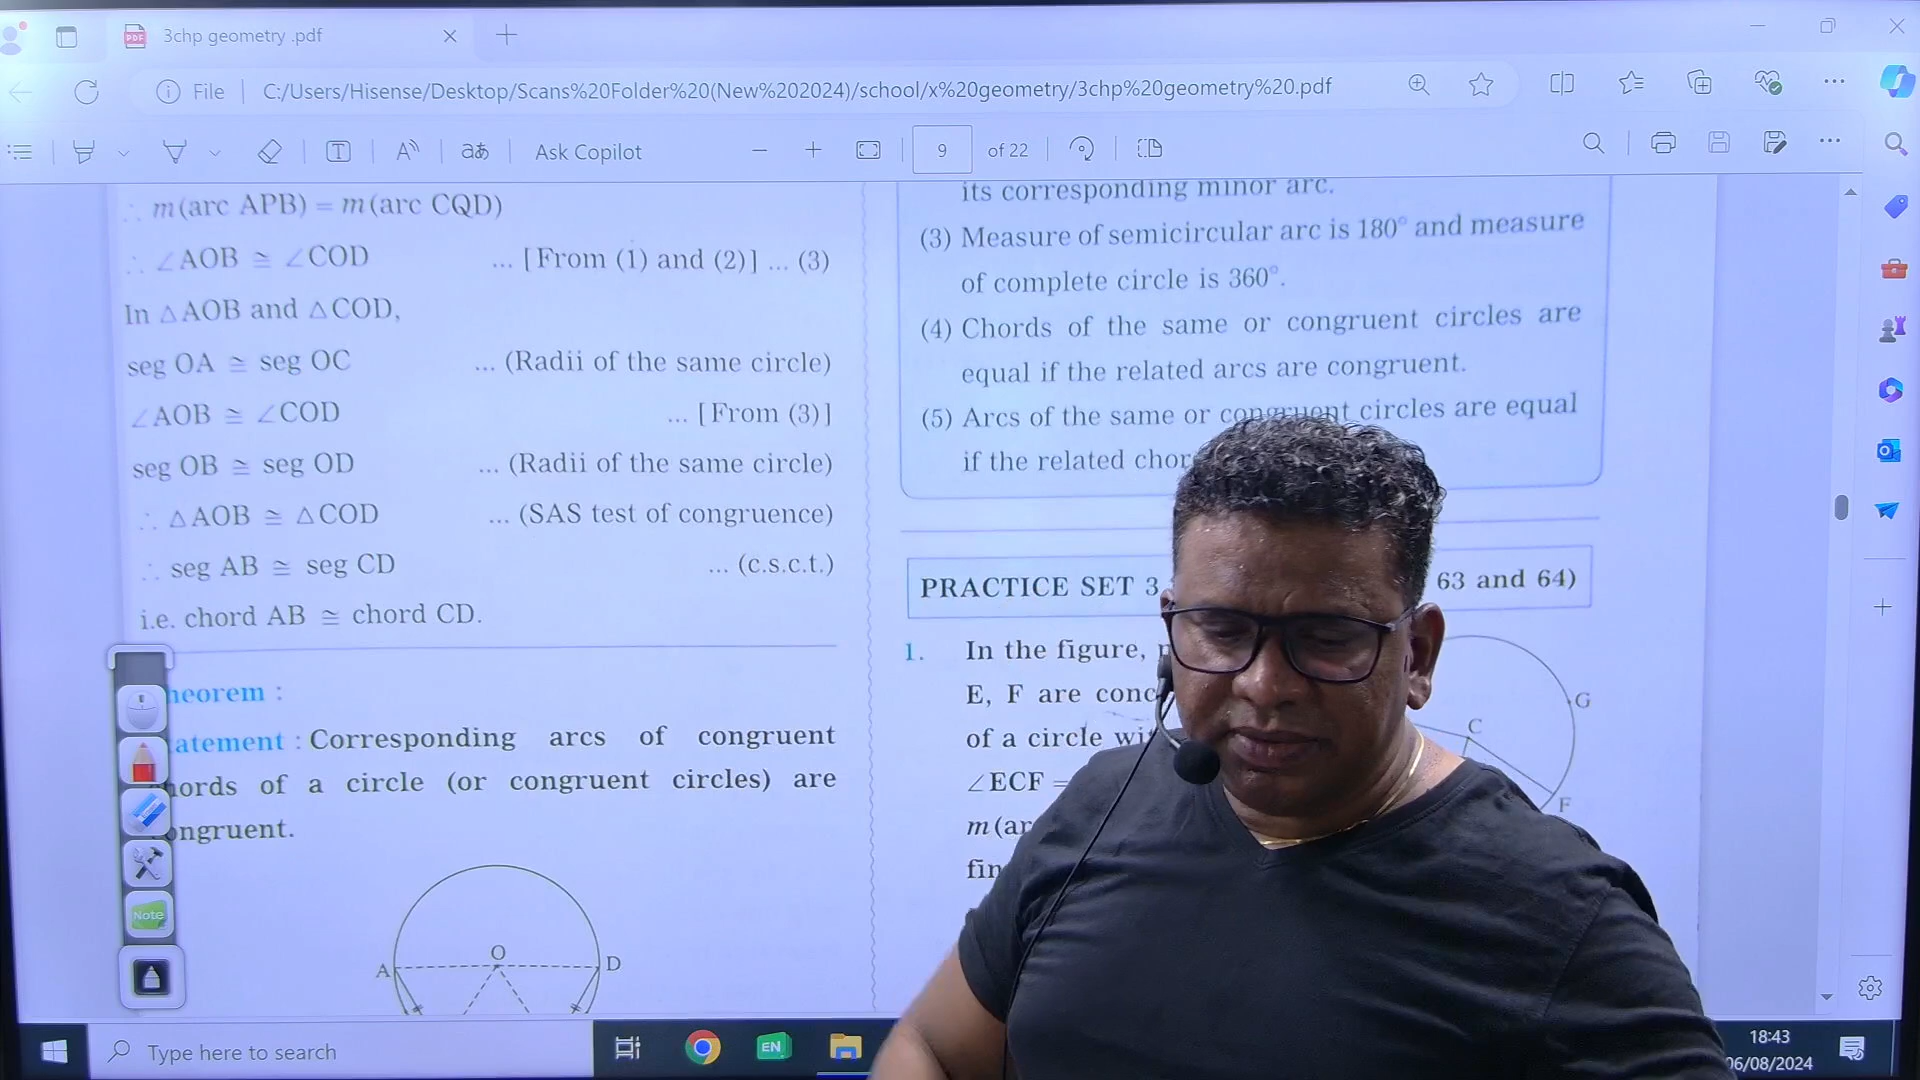 3chp geometry .pdf
File
C:/Users/Hisense/Desktop/Scans%20Folder%20(New%202024)/school/x%20geometry/3chp%20geometry%20.pdf
Ask Copilot
9 of 22
∴ m(arc APB) = m(arc CQD)
∴ ∠AOB ≅ ∠COD ... [From (1) and (2)] ... (3)
In △AOB and △COD,
seg OA ≅ seg OC ... (Radii of the same circle)
∠AOB ≅ ∠COD ... [From (3)]
seg OB ≅ seg OD ... (Radii of the same circle)
∴ △AOB ≅ △COD ... (SAS test of congruence)
∴ seg AB ≅ seg CD ... (c.s.c.t.)
i.e. chord AB ≅ chord CD.
heorem :
atement : Corresponding arcs of congruent
hords of a circle (or congruent circles) are
ongruent.
A O D
its corresponding minor arc.
(3) Measure of semicircular arc is 180° and measure
of complete circle is 360°.
(4) Chords of the same or congruent circles are
equal if the related arcs are congruent.
(5) Arcs of the same or congruent circles are equal
if the related chor
PRACTICE SET 3 63 and 64)
1. In the figure,
E, F are conc
of a circle wi
∠ECF =
m(ar
fin
G
C
F
Note
Type here to search
EN
18:43
06/08/2024